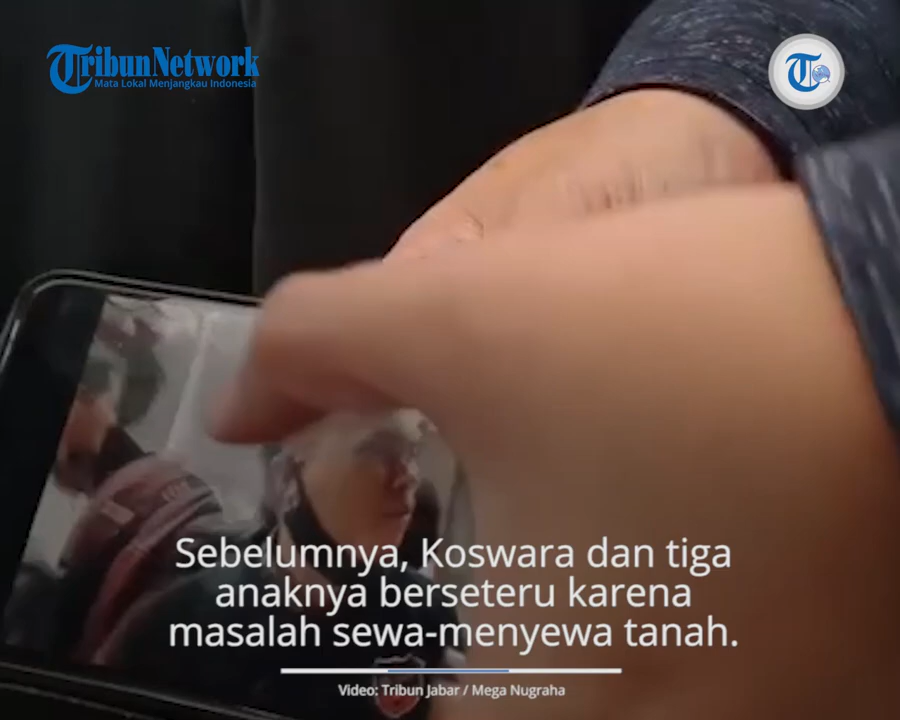 TribunNetwork
Mata Lokal Menjangkau Indonesia
T
Sebelumnya, Koswara dan tiga
anaknya berseteru karena
masalah sewa-menyewa tanah.
Video: Tribun Jabar / Mega Nugraha